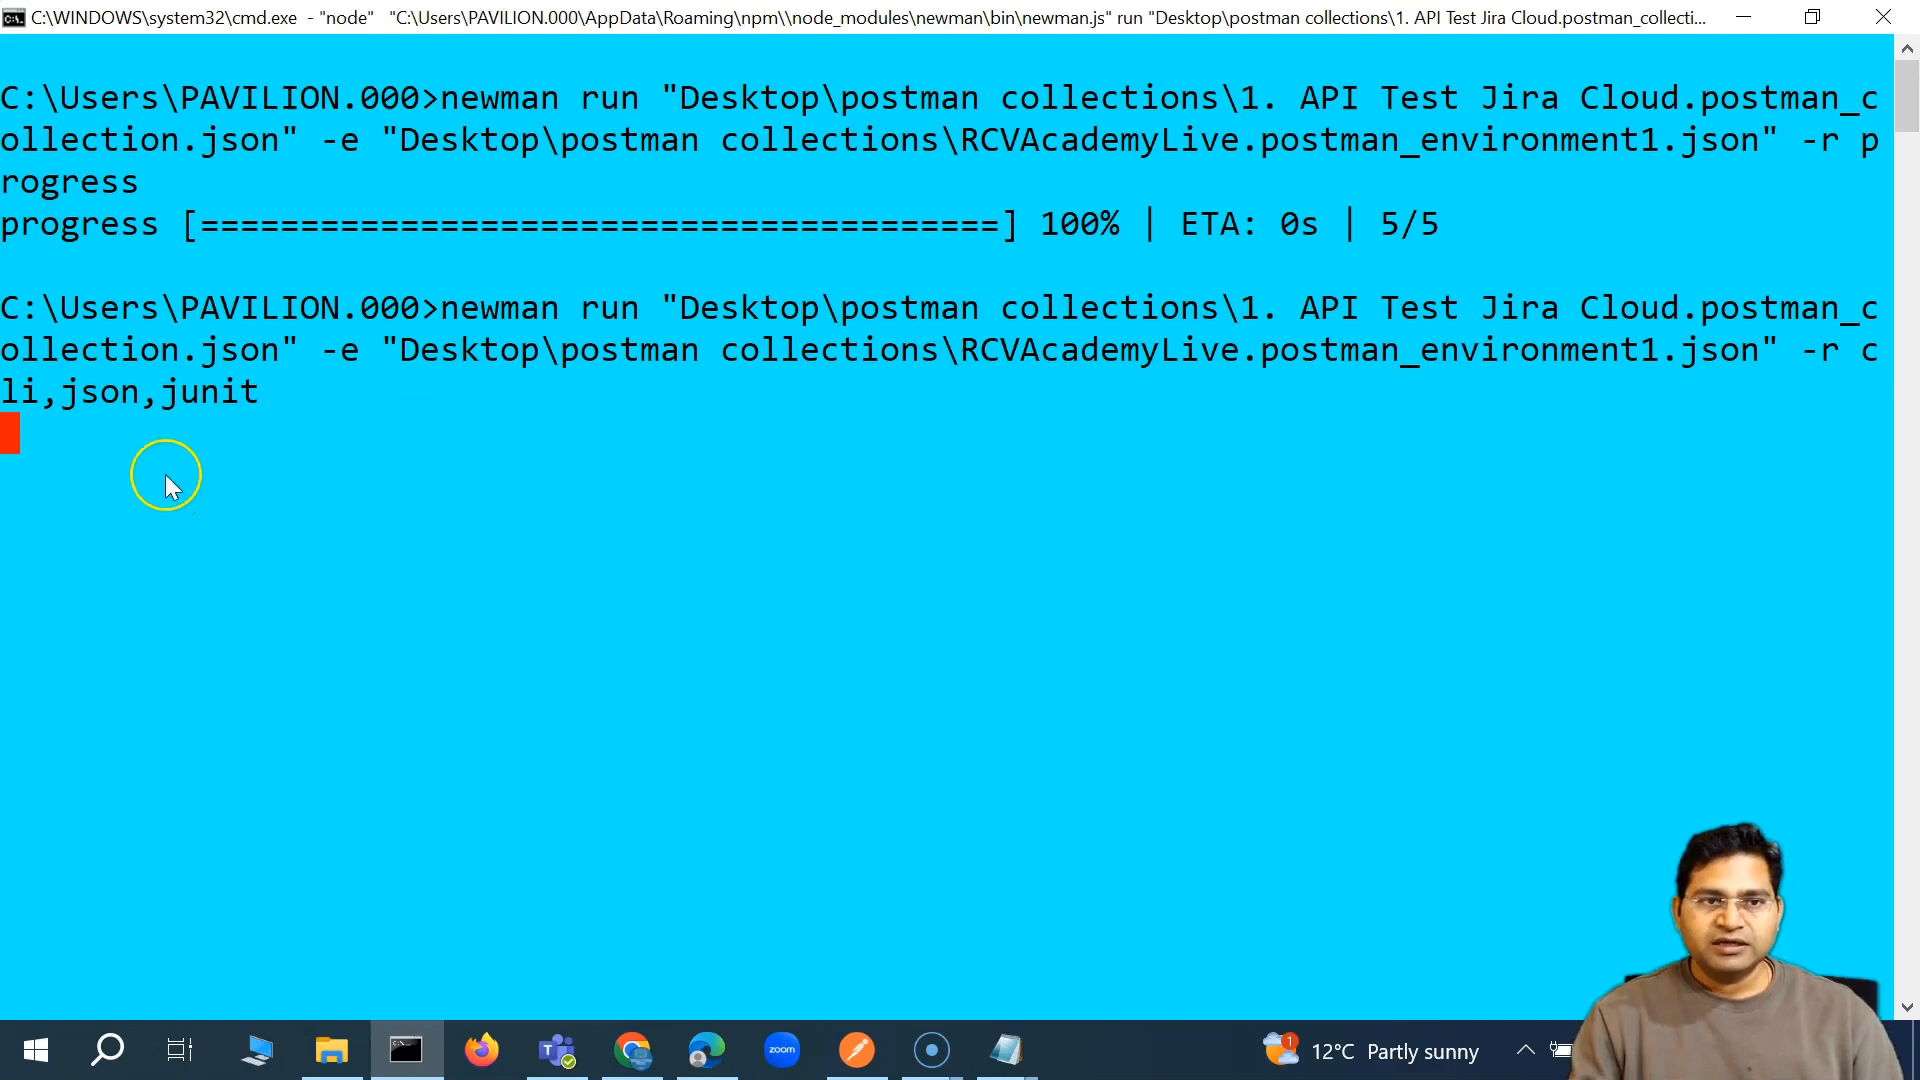 C:\WINDOWS\system32\cmd.exe - "node" "C:\Users\PAVILION.000\AppData\Roaming\npm\\node_modules\newman\bin\newman.js" run "Desktop\postman collections\1. API Test Jira Cloud.postman_collecti...
C:\Users\PAVILION.000>newman run "Desktop\postman collections\1. API Test Jira Cloud.postman_c
ollection.json" -e "Desktop\postman collections\RCVAcademyLive.postman_environment1.json" -r p
rogress
progress [========================================] 100% | ETA: 0s | 5/5
C:\Users\PAVILION.000>newman run "Desktop\postman collections\1. API Test Jira Cloud.postman_c
ollection.json" -e "Desktop\postman collections\RCVAcademyLive.postman_environment1.json" -r c
li,json,junit
zoom
1
12°C Partly sunny